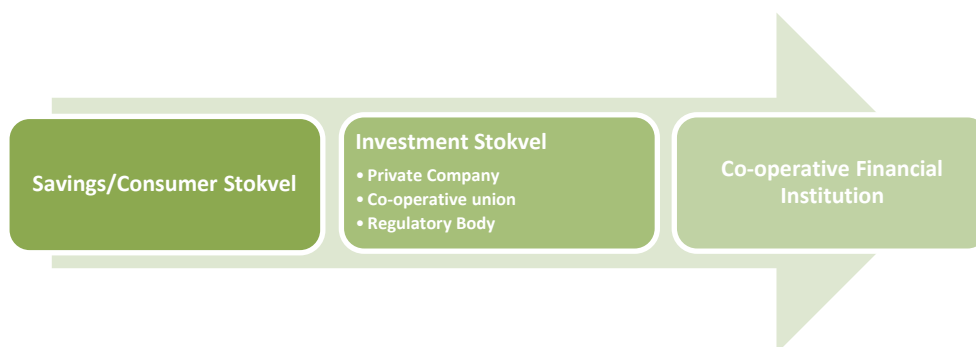 Savings/Consumer Stokvel
Investment Stokvel
• Private Company
• Co-operative union
• Regulatory Body
Co-operative Financial
Institution